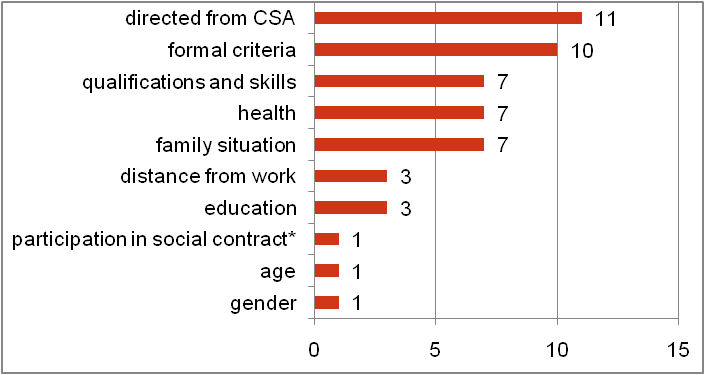 directed from CSA 11
formal criteria 10
qualifications and skills 7
health 7
family situation 7
distance from work 3
education 3
participation in social contract* 1
age 1
gender 1
0 5 10 15